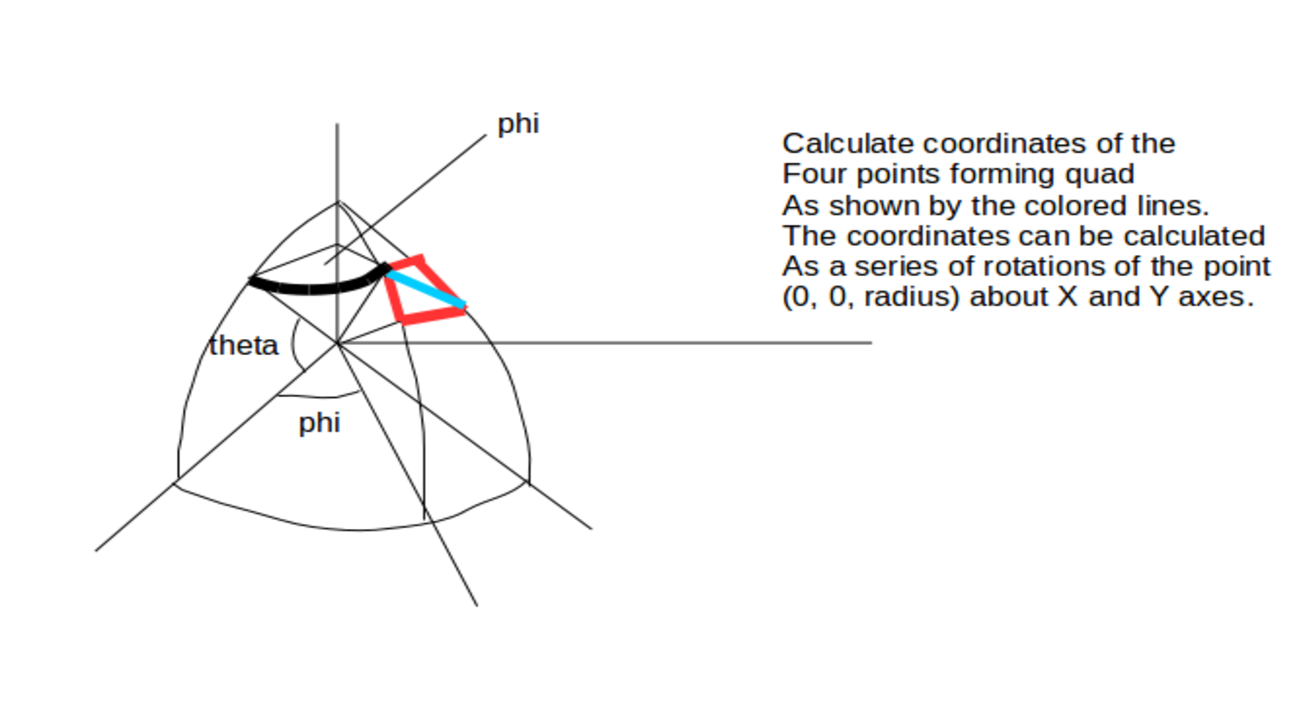 phi
Calculate coordinates of the
Four points forming quad
As shown by the colored lines.
The coordinates can be calculated
As a series of rotations of the point
(0, 0, radius) about X and Y axes.
theta
phi